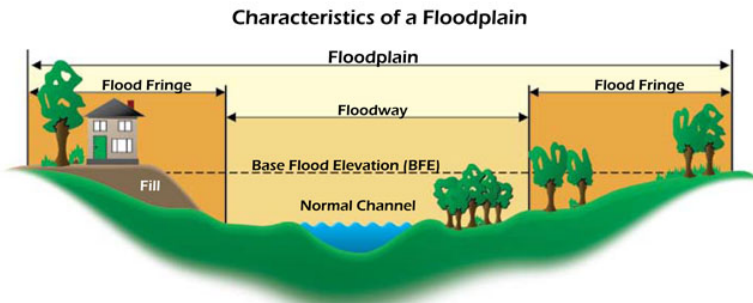 Characteristics of a Floodplain
Floodplain
Flood Fringe
Flood Fringe
Floodway
Base Flood Elevation (BFE)
Fill
Normal Channel